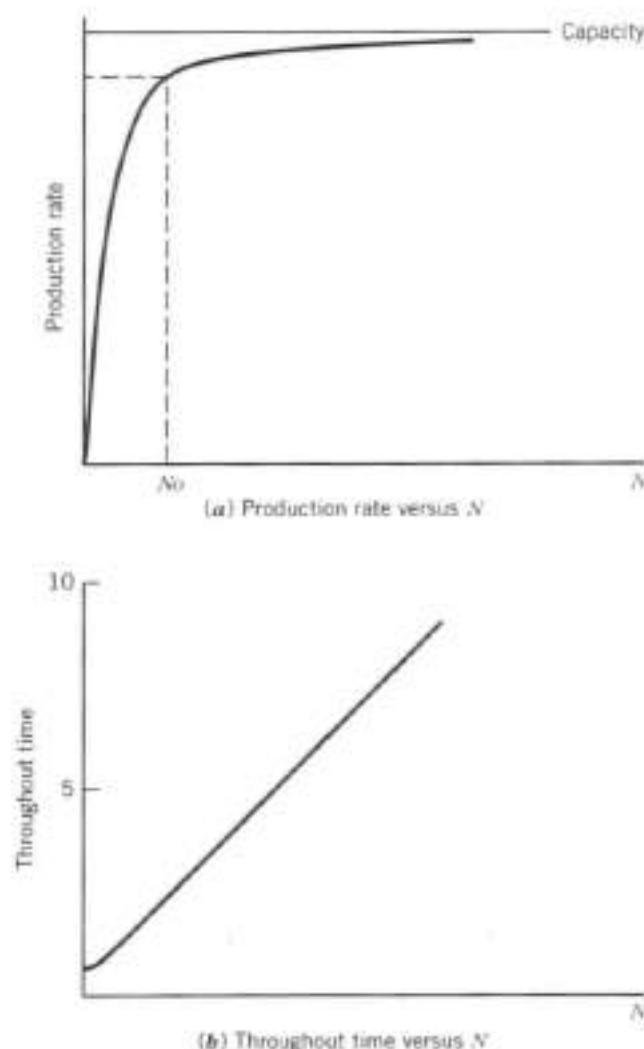 Capacity
Production rate
No
N
(a) Production rate versus N
10
Throughout time
5
N
(b) Throughout time versus N